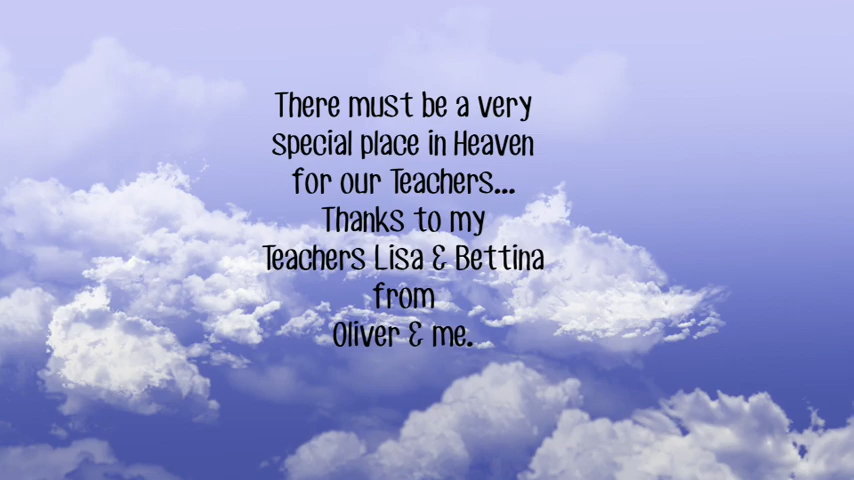 There must be a very
special place in Heaven
for our Teachers...
Thanks to my
Teachers Lisa & Bettina
from
Oliver & me.